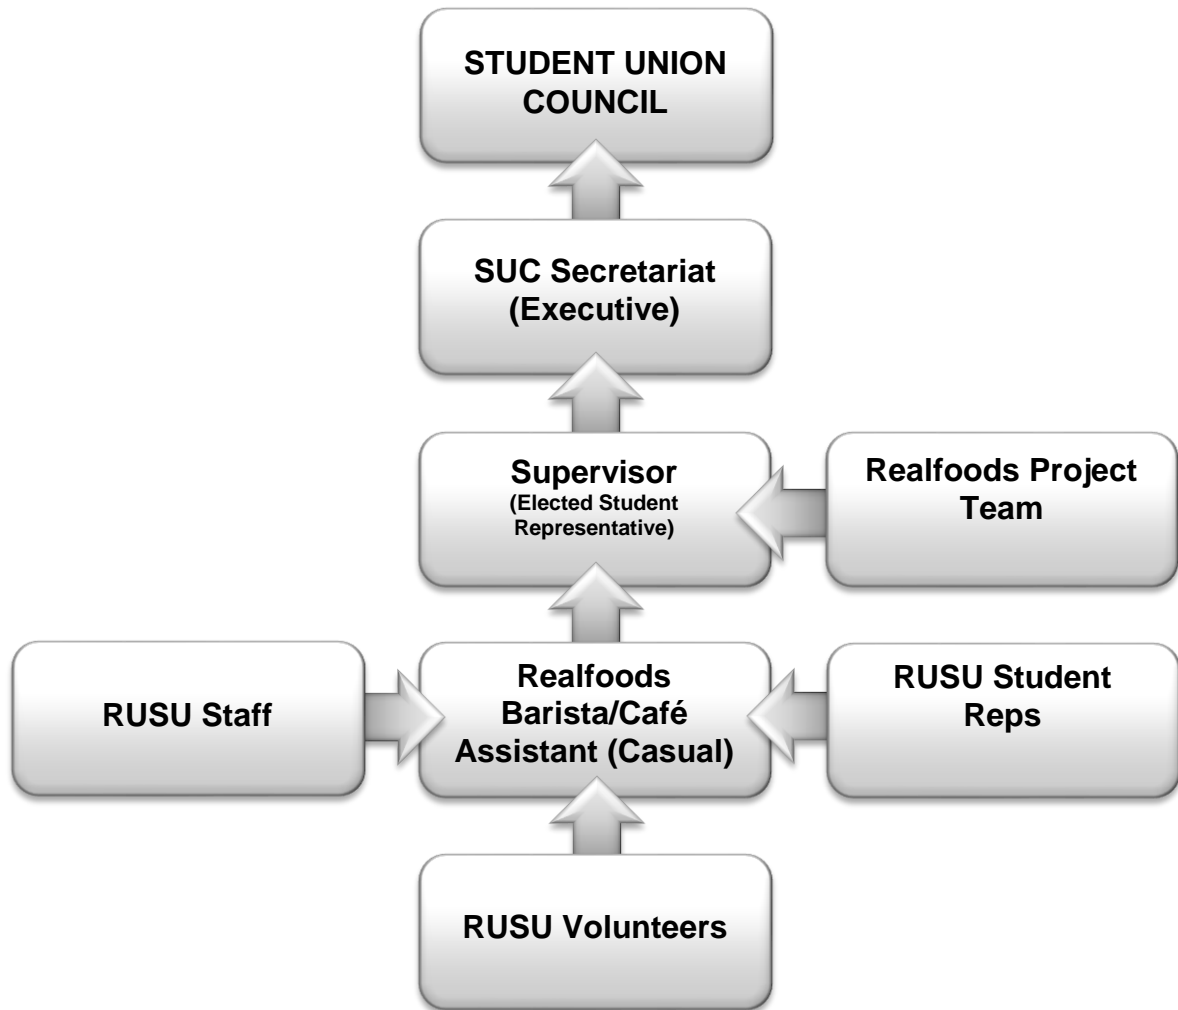 STUDENT UNION
COUNCIL
SUC Secretariat
(Executive)
Supervisor
(Elected Student
Representative)
Realfoods Project
Team
RUSU Staff
Realfoods
Barista/Café
Assistant (Casual)
RUSU Student
Reps
RUSU Volunteers